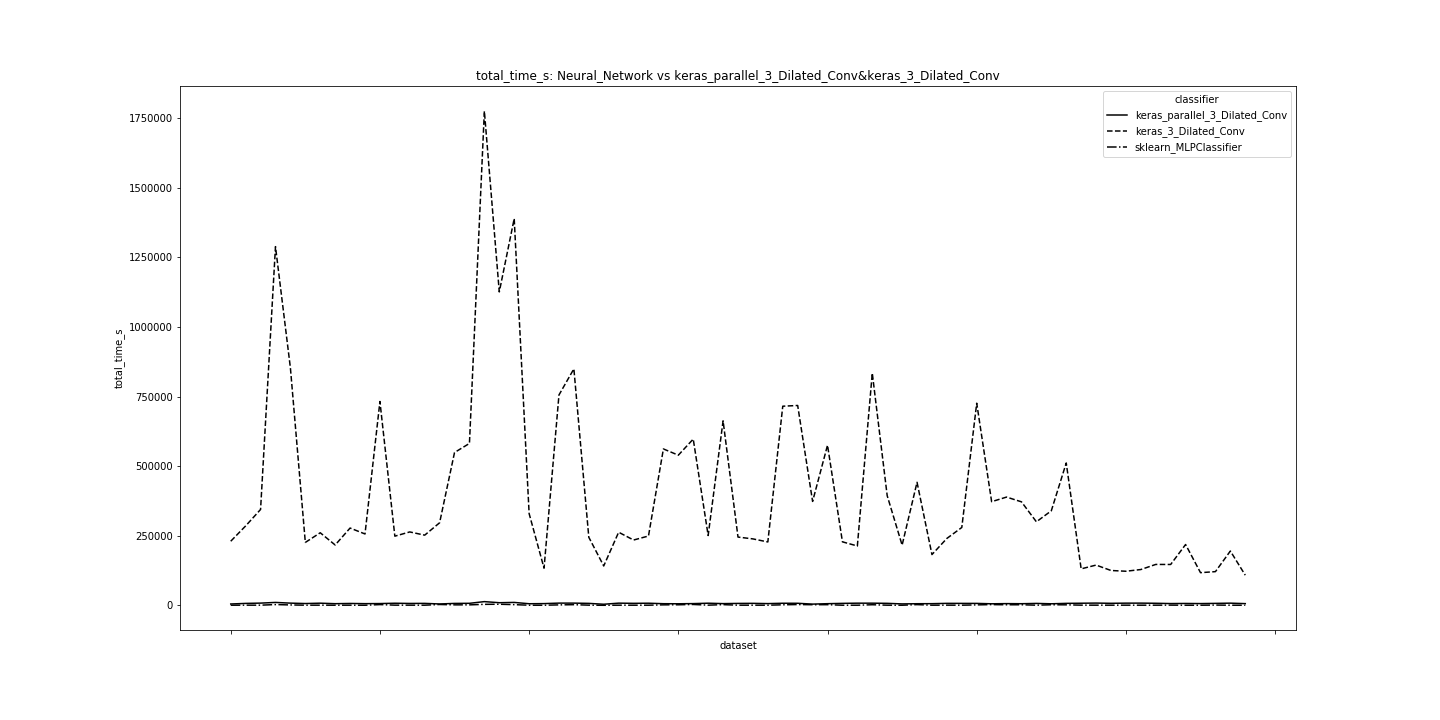 total_time_s: Neural_Network vs keras_parallel_3_Dilated_Conv&keras_3_Dilated_Conv
classifier
keras_parallel_3_Dilated_Conv
keras_3_Dilated_Conv
sklearn_MLPClassifier
1750000
1500000
1250000
1000000
750000
500000
250000
0
total_time_s
dataset